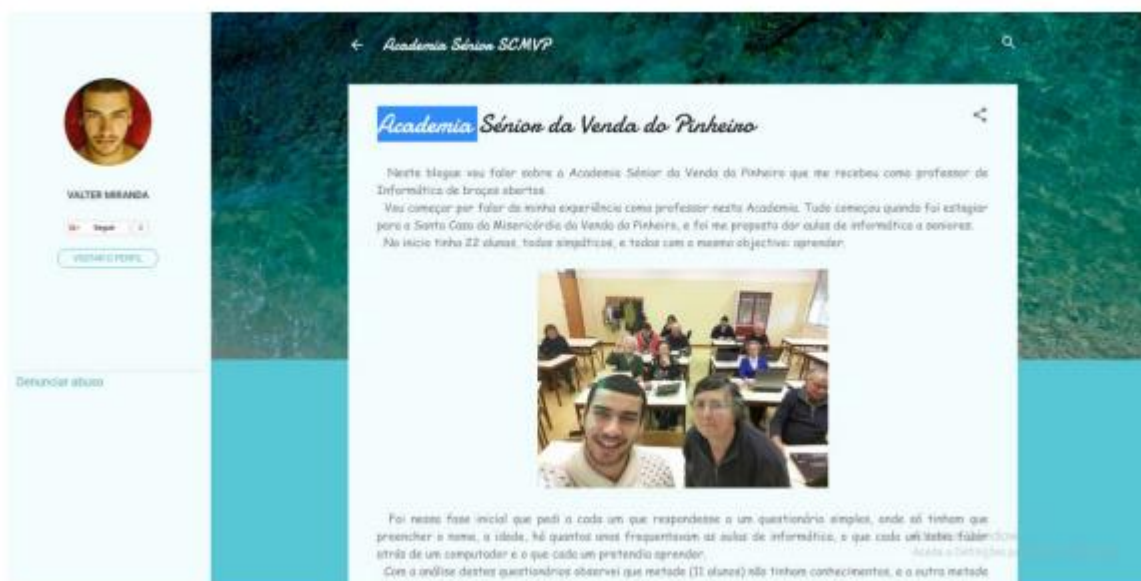 Academia Sénior SCMVP
VALTER MIRANDA
Seguir
VISITAR O PERFIL
Denunciar abuso
Academia Sénior da Venda do Pinheiro
Neste blogue vou falar sobre a Academia Sénior da Venda do Pinheiro que me recebeu como professor de
Informática de braços abertos.
Vou começar por falar da minha experiência como professor nesta Academia. Tudo começou quando fui estagiar
para a Santa Casa da Misericórdia da Venda do Pinheiro, e foi me proposto dar aulas de informática a seniores.
No inicio tinha 22 alunos, todos simpáticos, e todos com o mesmo objectivo: aprender.
Foi nessa fase inicial que pedi a cada um que respondesse a um questionário simples, onde só tinham que
preencher o nome, a idade, há quantos anos frequentavam as aulas de informática, o que cada um sabia fazer
atrás de um computador e o que cada um pretendia aprender.
Com a análise destes questionários observei que metade (11 alunos) não tinham conhecimentos, e a outra metade